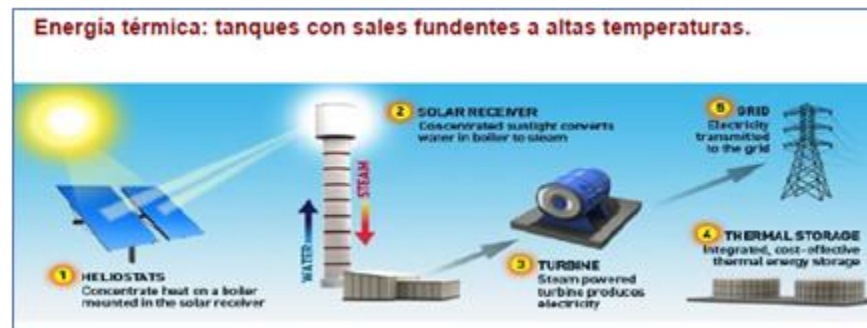 Energía térmica: tanques con sales fundentes a altas temperaturas.
1 HELIOSTATS
Concentrate heat on a boiler
mounted in the solar receiver
2 SOLAR RECEIVER
Concentrated sunlight converts
water in boiler to steam
WATER
STEAM
3 TURBINE
Steam powered
turbine produces
electricity
5 GRID
Electricity
transmitted
to the grid
4 THERMAL STORAGE
Integrated, cost-effective
thermal energy storage